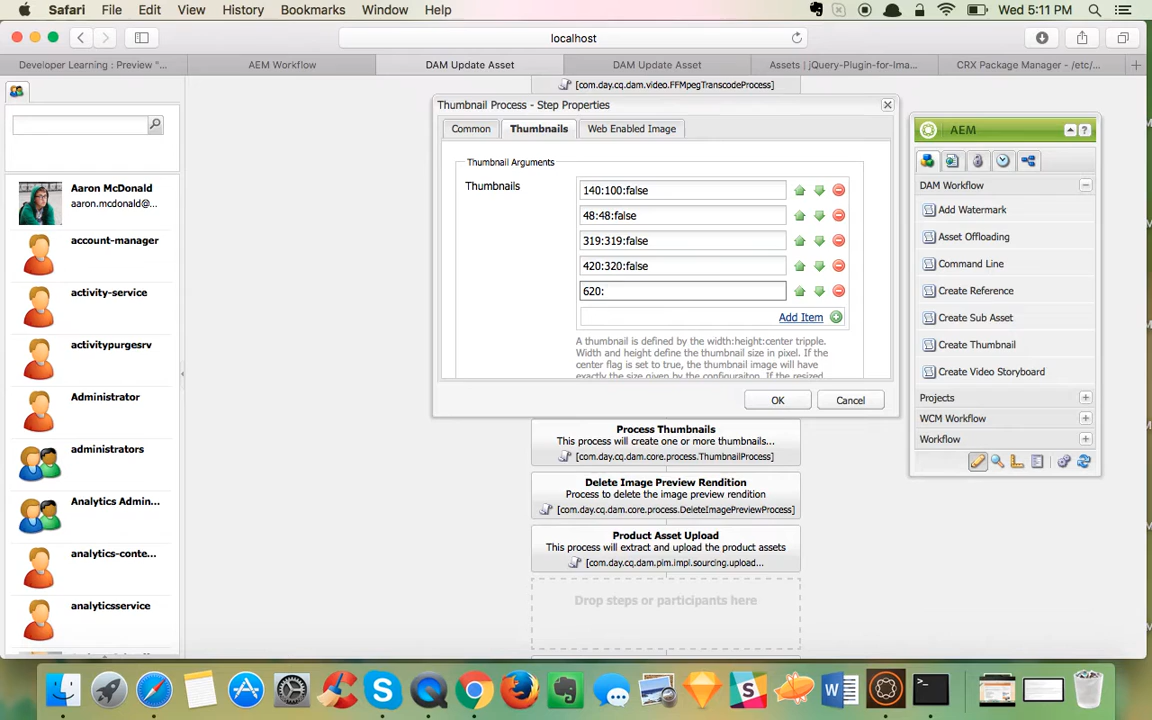 Safari File Edit View History Bookmarks Window Help Wed 5:11 PM
localhost
Developer Learning : Preview "... AEM Workflow DAM Update Asset DAM Update Asset Assets | jQuery-Plugin-for-Ima... CRX Package Manager - /etc/...
[com.day.cq.dam.video.FFMpegTranscodeProcess]
Thumbnail Process - Step Properties
Common Thumbnails Web Enabled Image
Thumbnail Arguments
Thumbnails
140:100:false
48:48:false
319:319:false
420:320:false
620:
Add Item
A thumbnail is defined by the width:height:center tripple.
Width and height define the thumbnail size in pixel. If the
center flag is set to true, the thumbnail image will have
exactly the size given by the configuraiton. If the resized
OK Cancel
Process Thumbnails
This process will create one or more thumbnails...
[com.day.cq.dam.core.process.ThumbnailProcess]
Delete Image Preview Rendition
Process to delete the image preview rendition
[com.day.cq.dam.core.process.DeleteImagePreviewProcess]
Product Asset Upload
This process will extract and upload the product assets
[com.day.cq.dam.pim.impl.sourcing.upload...
Drop steps or participants here
Aaron McDonald
aaron.mcdonald@...
account-manager
activity-service
activitypurgesrv
Administrator
administrators
Analytics Admin...
analytics-conte...
analyticsservice
AEM
DAM Workflow
Add Watermark
Asset Offloading
Command Line
Create Reference
Create Sub Asset
Create Thumbnail
Create Video Storyboard
Projects
WCM Workflow
Workflow